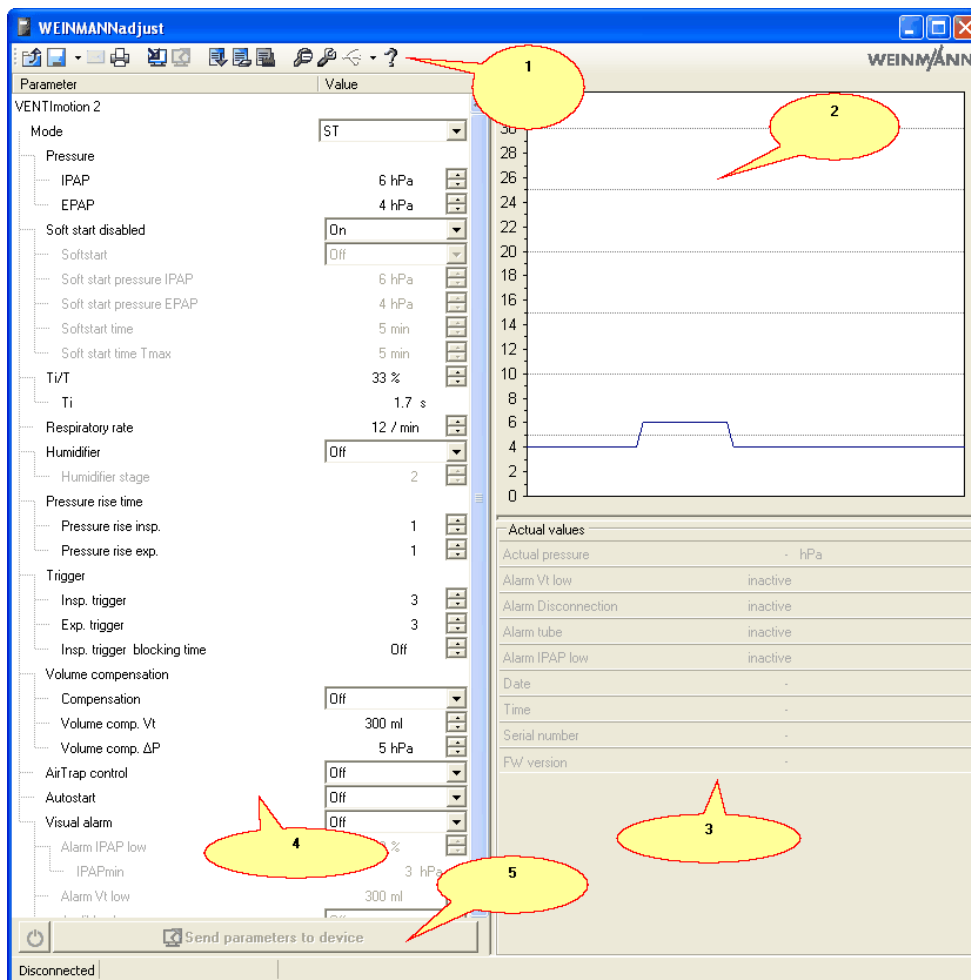 WEINMANNadjust
1
WEINMANN
Parameter Value
VENTImotion 2
Mode ST
Pressure
IPAP 6 hPa
EPAP 4 hPa
Soft start disabled On
Softstart Off
Soft start pressure IPAP 6 hPa
Soft start pressure EPAP 4 hPa
Softstart time 5 min
Soft start time Tmax 5 min
Ti/T 33 %
Ti 1.7 s
Respiratory rate 12 / min
Humidifier Off
Humidifier stage 2
Pressure rise time
Pressure rise insp. 1
Pressure rise exp. 1
Trigger
Insp. trigger 3
Exp. trigger 3
Insp. trigger blocking time Off
Volume compensation
Compensation Off
Volume comp. Vt 300 ml
Volume comp. ΔP 5 hPa
AirTrap control Off
Autostart Off
Visual alarm Off
Alarm IPAP low %
IPAPmin 3 hPa
Alarm Vt low 300 ml
4
5
Send parameters to device
Disconnected
2
30
28
26
24
22
20
18
16
14
12
10
8
6
4
2
0
Actual values
Actual pressure - hPa
Alarm Vt low inactive
Alarm Disconnection inactive
Alarm tube inactive
Alarm IPAP low inactive
Date -
Time -
Serial number -
FW version -
3